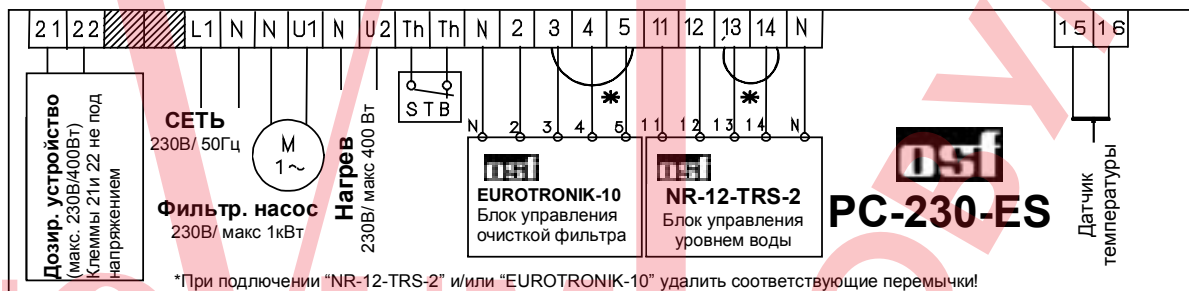 21 22 L1 N N U1 N U2 Th Th N 2 3 4 5 11 12 13 14 N 15 16
Дозир. устройство
(макс. 230В/400Вт)
Клеммы 21и 22 не под
напряжением
СЕТЬ
230В/ 50Гц
M
1~
Фильтр. насос
230В/ макс 1кВт
Нагрев
230В/ макс 400 Вт
STB
*
N 2 3 4 5
osf
EUROTRONIK-10
Блок управления
очисткой фильтра
*
11 12 13 14 N
osf
NR-12-TRS-2
Блок управления
уровнем воды
osf
PC-230-ES
Датчик
температуры
*При подлючении “NR-12-TRS-2” и/или “EUROTRONIK-10” удалить соответствующие перемычки!